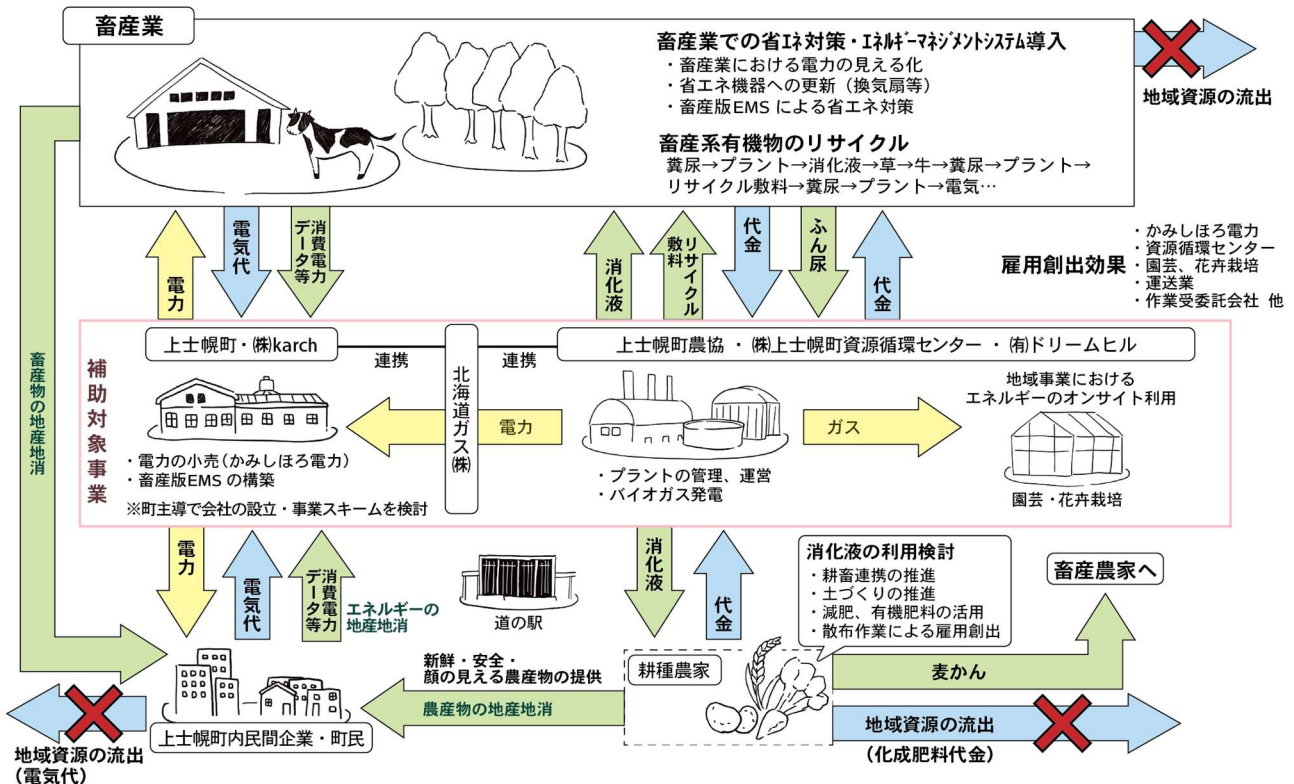 畜産業
畜産業での省エネ対策・エネルギーマネジメントシステム導入
・畜産業における電力の見える化
・省エネ機器への更新（換気扇等）
・畜産版EMS による省エネ対策
畜産系有機物のリサイクル
糞尿→プラント→消化液→草→牛→糞尿→プラント→
リサイクル敷料→糞尿→プラント→電気…
地域資源の流出
電力
電気代
消費電力
データ等
消化液
リサイクル
敷料
代金
ふん尿
代金
雇用創出効果
・かみしほろ電力
・資源循環センター
・園芸、花卉栽培
・運送業
・作業受委託会社 他
畜産物の地産地消
補助対象事業
上士幌町・㈱karch
連携
北海道ガス㈱
連携
上士幌町農協 ・ ㈱上士幌町資源循環センター ・ ㈲ドリームヒル
・電力の小売（かみしほろ電力）
・畜産版EMS の構築
※町主導で会社の設立・事業スキームを検討
電力
・プラントの管理、運営
・バイオガス発電
ガス
地域事業における
エネルギーのオンサイト利用
園芸・花卉栽培
電力
電気代
消費電力
データ等
エネルギーの
地産地消
道の駅
消化液
代金
消化液の利用検討
・耕畜連携の推進
・土づくりの推進
・減肥、有機肥料の活用
・散布作業による雇用創出
畜産農家へ
新鮮・安全・
顔の見える農産物の提供
農産物の地産地消
耕種農家
麦かん
上士幌町内民間企業・町民
地域資源の流出
（電気代）
地域資源の流出
（化成肥料代金）